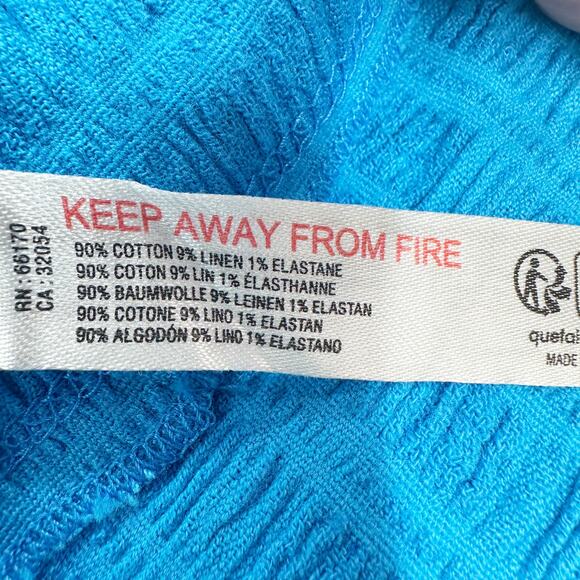 RN: 66170
CA: 32054
KEEP AWAY FROM FIRE
90% COTTON 9% LINEN 1% ELASTANE
90% COTON 9% LIN 1% ÉLASTHANNE
90% BAUMWOLLE 9% LEINEN 1% ELASTAN
90% COTONE 9% LINO 1% ELASTAN
90% ALGODÓN 9% LINO 1% ELASTANO
MADE